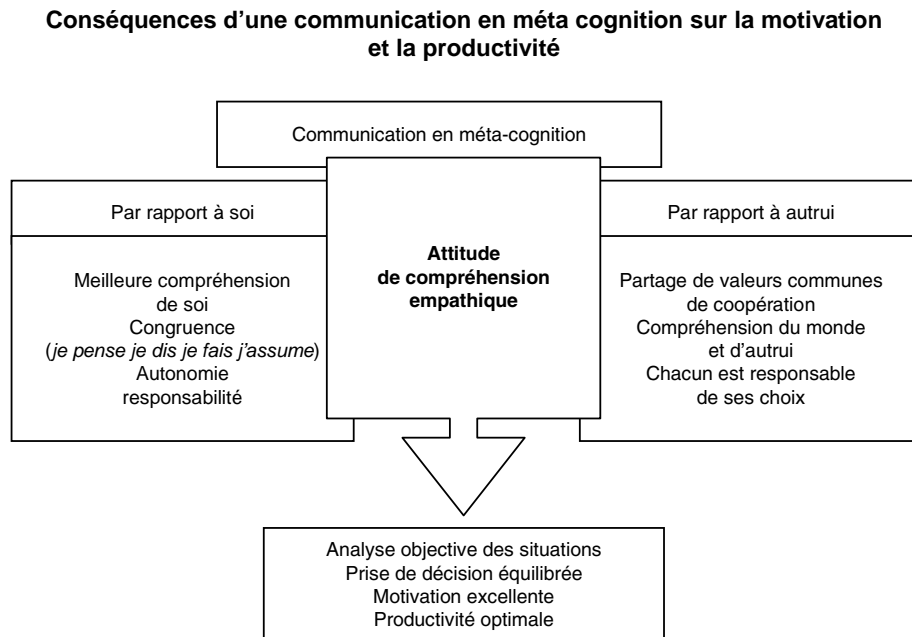 Conséquences d'une communication en méta cognition sur la motivation
et la productivité
Communication en méta-cognition
Par rapport à soi
Meilleure compréhension
de soi
Congruence
(je pense je dis je fais j'assume)
Autonomie
responsabilité
Attitude
de compréhension
empathique
Par rapport à autrui
Partage de valeurs communes
de coopération
Compréhension du monde
et d'autrui
Chacun est responsable
de ses choix
Analyse objective des situations
Prise de décision équilibrée
Motivation excellente
Productivité optimale